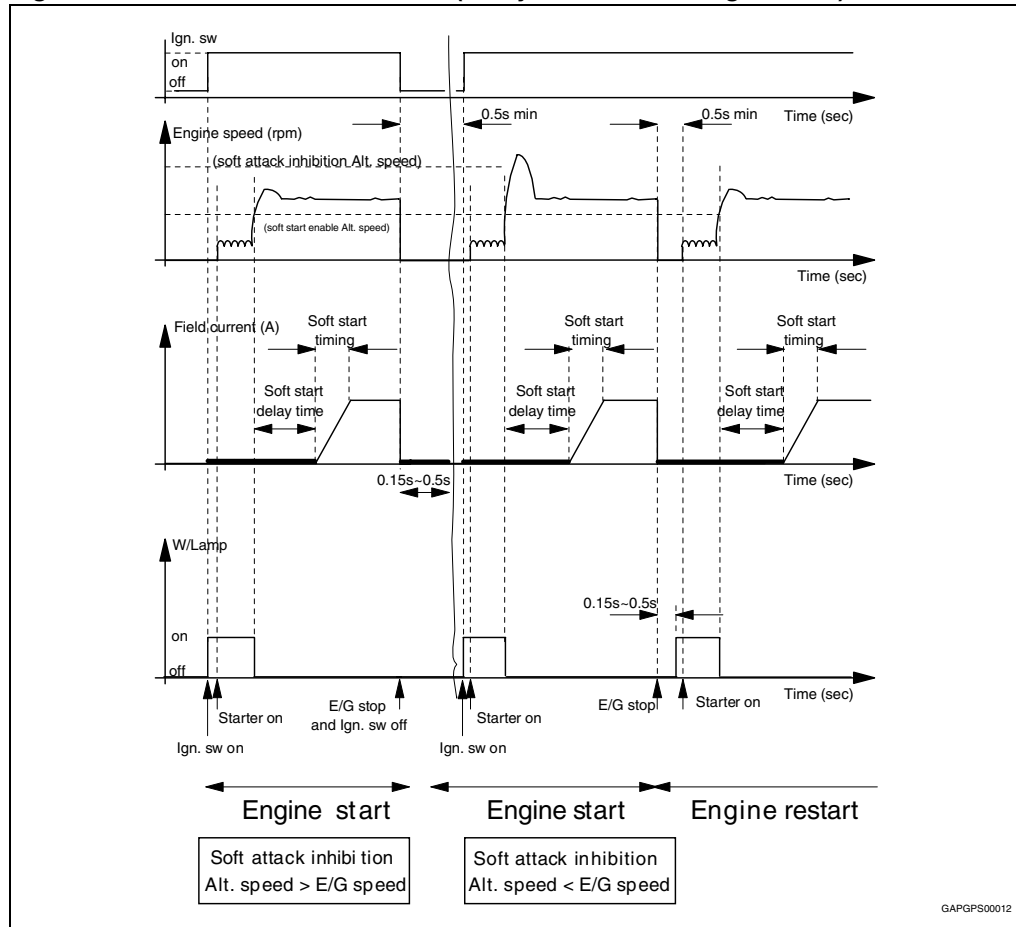 Ign. sw
on
off
0.5s min
0.5s min
Time (sec)
Engine speed (rpm)
(soft attack inhibition Alt. speed)
(soft start enable Alt. speed)
Time (sec)
Field current (A)
Soft start
timing
Soft start
timing
Soft start
timing
Soft start
delay time
Soft start
delay time
Soft start
delay time
Time (sec)
0.15s~0.5s
W/Lamp
0.15s~0.5s
on
off
Time (sec)
Starter on
E/G stop
and Ign. sw off
Starter on
E/G stop
Starter on
Ign. sw on
Ign. sw on
Engine start
Engine start
Engine restart
Soft attack inhibition
Alt. speed > E/G speed
Soft attack inhibition
Alt. speed < E/G speed
GAPGPS00012